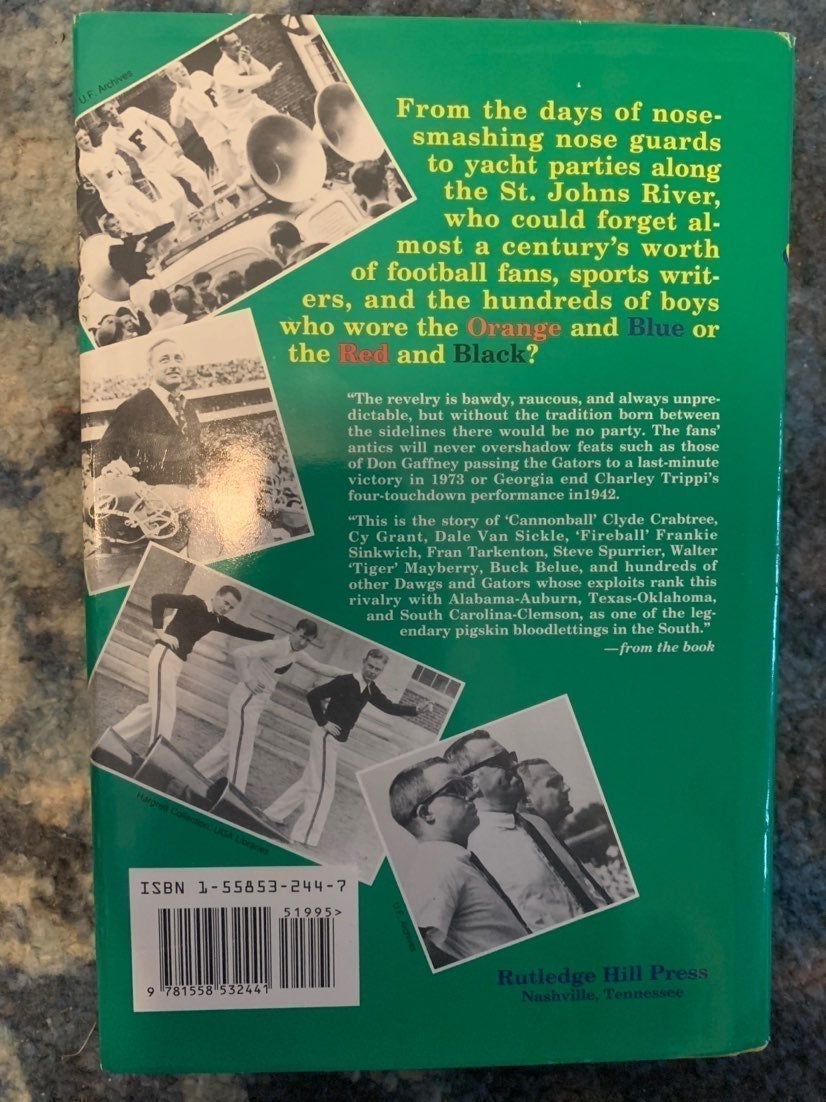 U.F. Archives
From the days of nose-
smashing nose guards
to yacht parties along
the St. Johns River,
who could forget al-
most a century's worth
of football fans, sports writ-
ers, and the hundreds of boys
who wore the Orange and Blue or
the Red and Black?
"The revelry is bawdy, raucous, and always unpre-
dictable, but without the tradition born between
the sidelines there would be no party. The fans'
antics will never overshadow feats such as those
of Don Gaffney passing the Gators to a last-minute
victory in 1973 or Georgia end Charley Trippi's
four-touchdown performance in1942.
"This is the story of 'Cannonball' Clyde Crabtree,
Cy Grant, Dale Van Sickle, 'Fireball' Frankie
Sinkwich, Fran Tarkenton, Steve Spurrier, Walter
'Tiger' Mayberry, Buck Belue, and hundreds of
other Dawgs and Gators whose exploits rank this
rivalry with Alabama-Auburn, Texas-Oklahoma,
and South Carolina-Clemson, as one of the leg-
endary pigskin bloodlettings in the South."
—from the book
Hargrett Collection, UGA Libraries
U.F. Archives
ISBN 1-55853-244-7
51995>
9 781558 532441
Rutledge Hill Press
Nashville, Tennessee